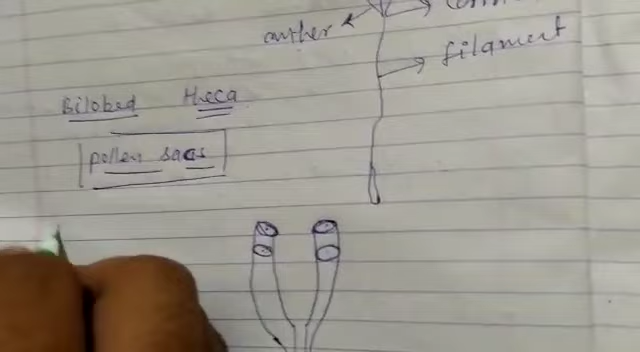 anther
filament
Bilobed Theca
pollen sacs